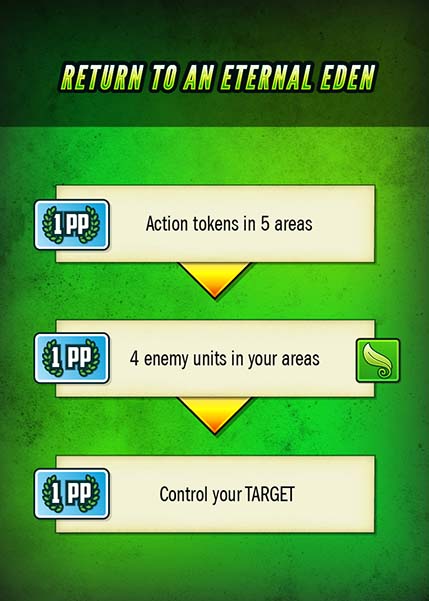 RETURN TO AN ETERNAL EDEN
1 PP
Action tokens in 5 areas
1 PP
4 enemy units in your areas
1 PP
Control your TARGET